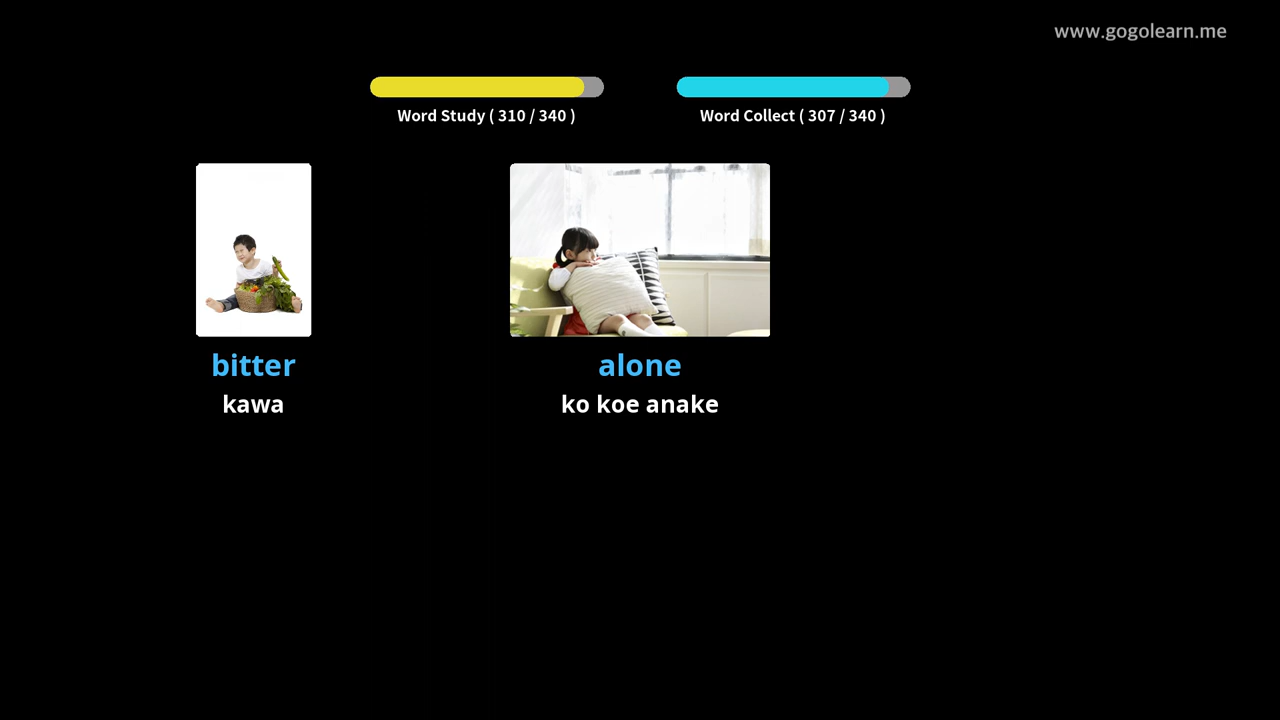 www.gogolearn.me
Word Study ( 310 / 340 )
Word Collect ( 307 / 340 )
bitter
kawa
alone
ko koe anake